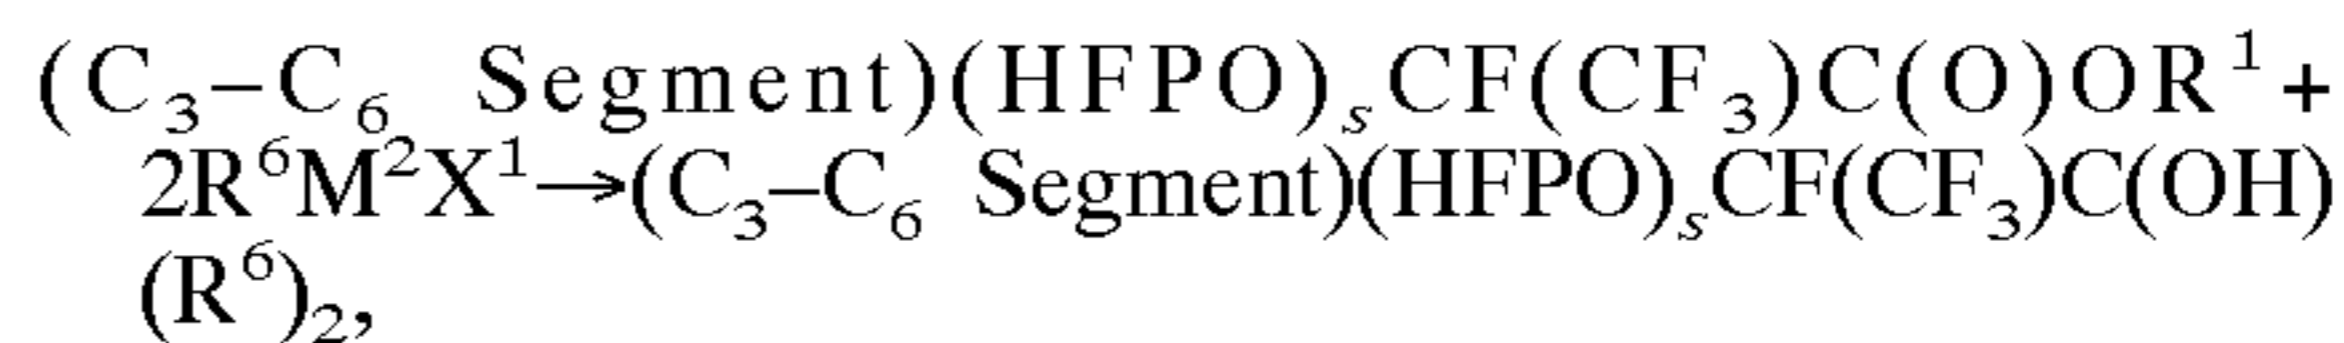 (C₃–C₆ Segment)(HFPO)ₛCF(CF₃)C(O)OR¹+
2R⁶M²X¹→(C₃–C₆ Segment)(HFPO)ₛCF(CF₃)C(OH)
(R⁶)₂,